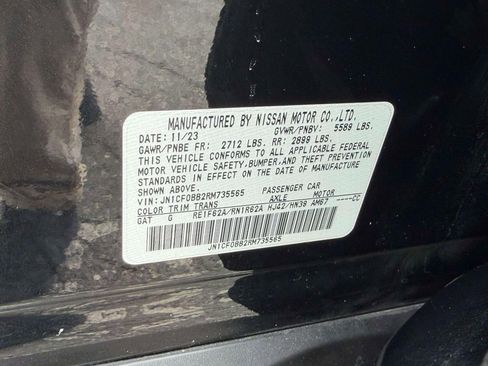 MANUFACTURED BY NISSAN MOTOR CO.,LTD.
DATE: 11/23 GVWR/PNBV: 5589 LBS.
GAWR/PNBE FR: 2712 LBS. RR: 2899 LBS.
THIS VEHICLE CONFORMS TO ALL APPLICABLE FEDERAL
MOTOR VEHICLE SAFETY,BUMPER,AND THEFT PREVENTION
STANDARDS IN EFFECT ON THE DATE OF MANUFACTURE
SHOWN ABOVE.
VIN: JN1CF0BB2RM735565 PASSENGER CAR
COLOR TRIM TRANS AXLE MOTOR ----CC
GAT G RE1F62A/RN1R62A HJ42/HN39 AM67
JN1CF0BB2RM735565